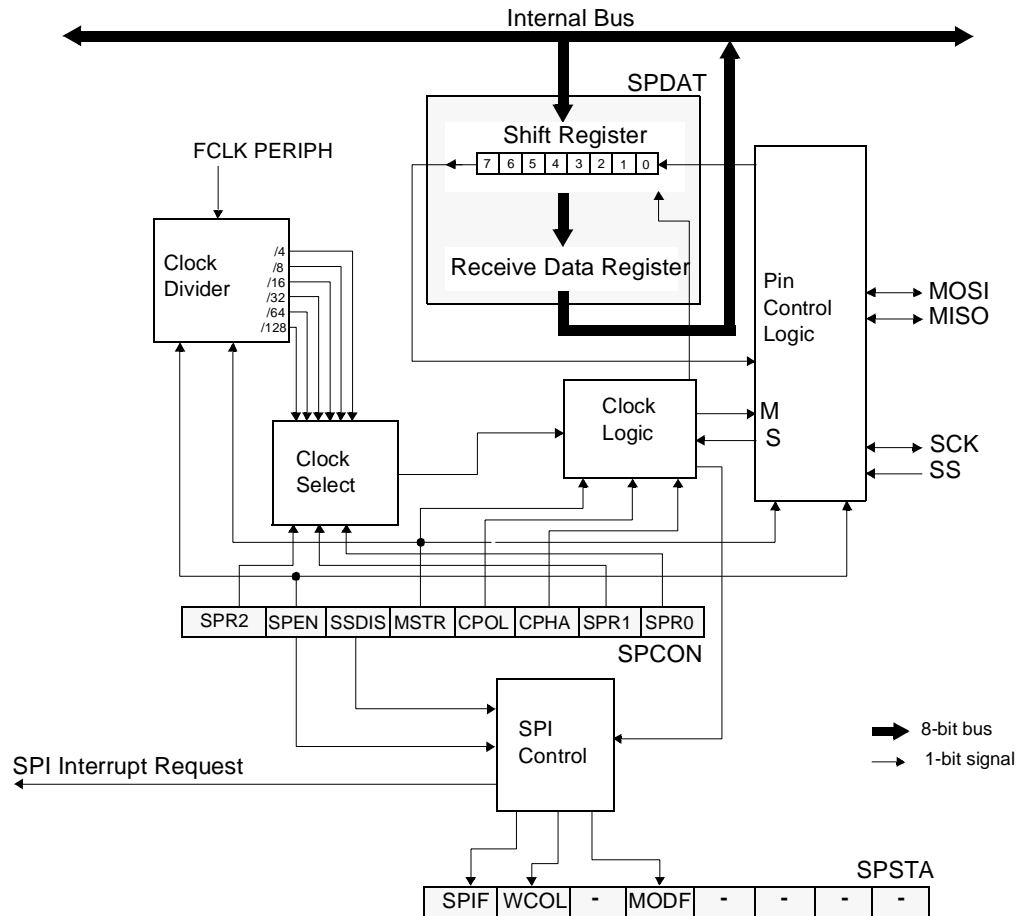 Internal Bus
SPDAT
Shift Register
7 6 5 4 3 2 1 0
FCLK PERIPH
Clock
Divider
/4
/8
/16
/32
/64
/128
Receive Data Register
Pin
Control
Logic
MOSI
MISO
Clock
Logic
M
S
SCK
SS
Clock
Select
SPR2 SPEN SSDIS MSTR CPOL CPHA SPR1 SPR0
SPCON
SPI
Control
8-bit bus
1-bit signal
SPI Interrupt Request
SPSTA
SPIF WCOL - MODF - - - -